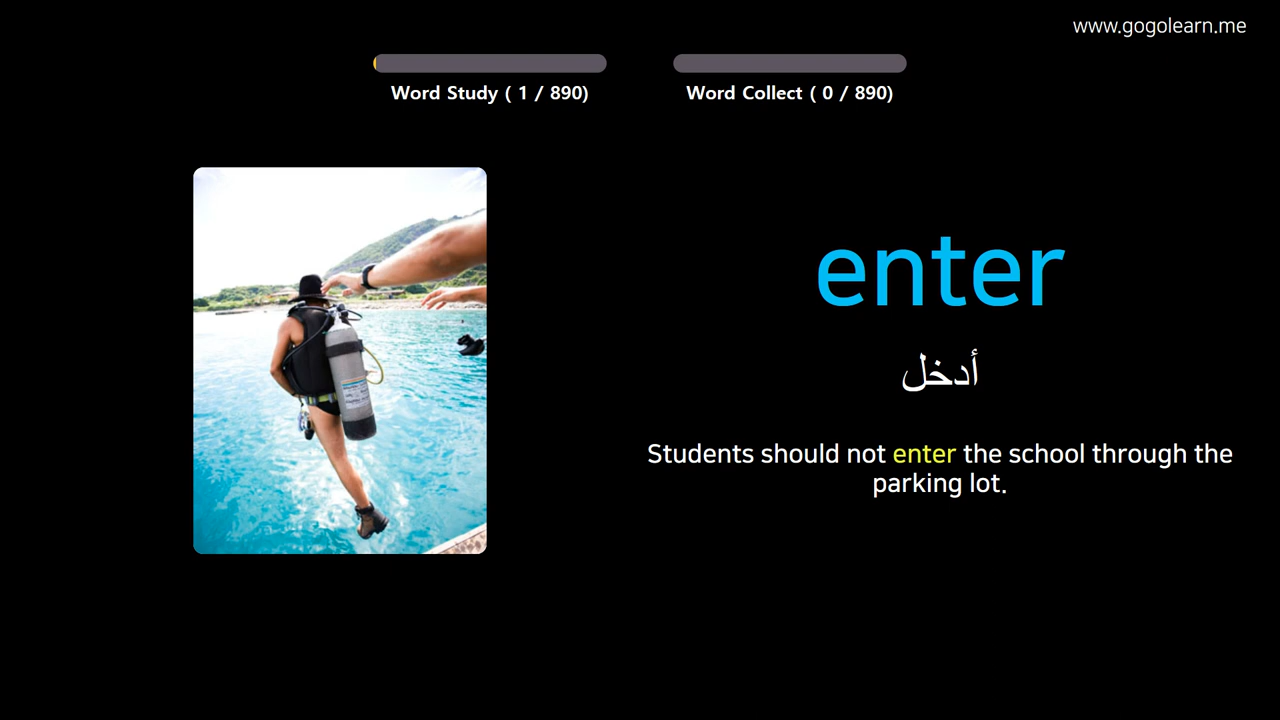 www.gogolearn.me
Word Study ( 1 / 890)
Word Collect ( 0 / 890)
enter
أدخل
Students should not enter the school through the
parking lot.